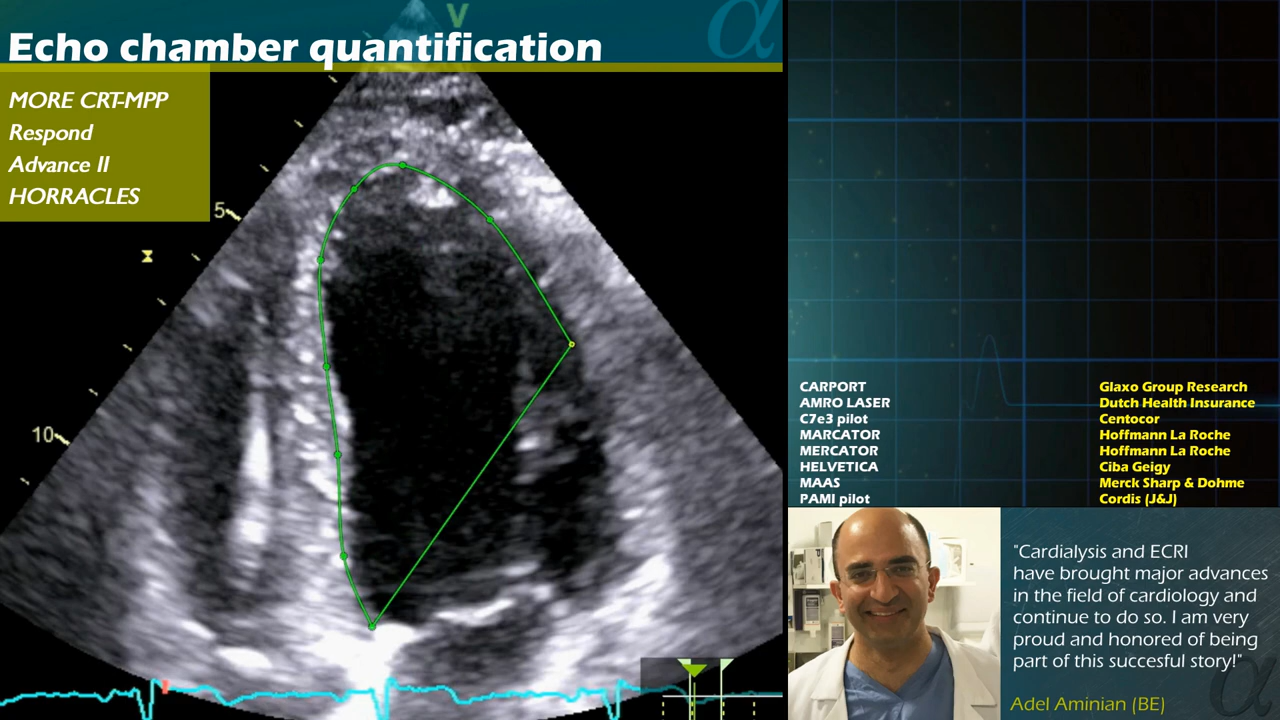 V
Echo chamber quantification
α
MORE CRT-MPP
Respond
Advance II
HORRACLES
5
10
CARPORT Glaxo Group Research
AMRO LASER Dutch Health Insurance
C7e3 pilot Centocor
MARCATOR Hoffmann La Roche
MERCATOR Hoffmann La Roche
HELVETICA Ciba Geigy
MAAS Merck Sharp & Dohme
PAMI pilot Cordis (J&J)
"Cardialysis and ECRI
have brought major advances
in the field of cardiology and
continue to do so. I am very
proud and honored of being
part of this succesful story!"
Adel Aminian (BE)
α